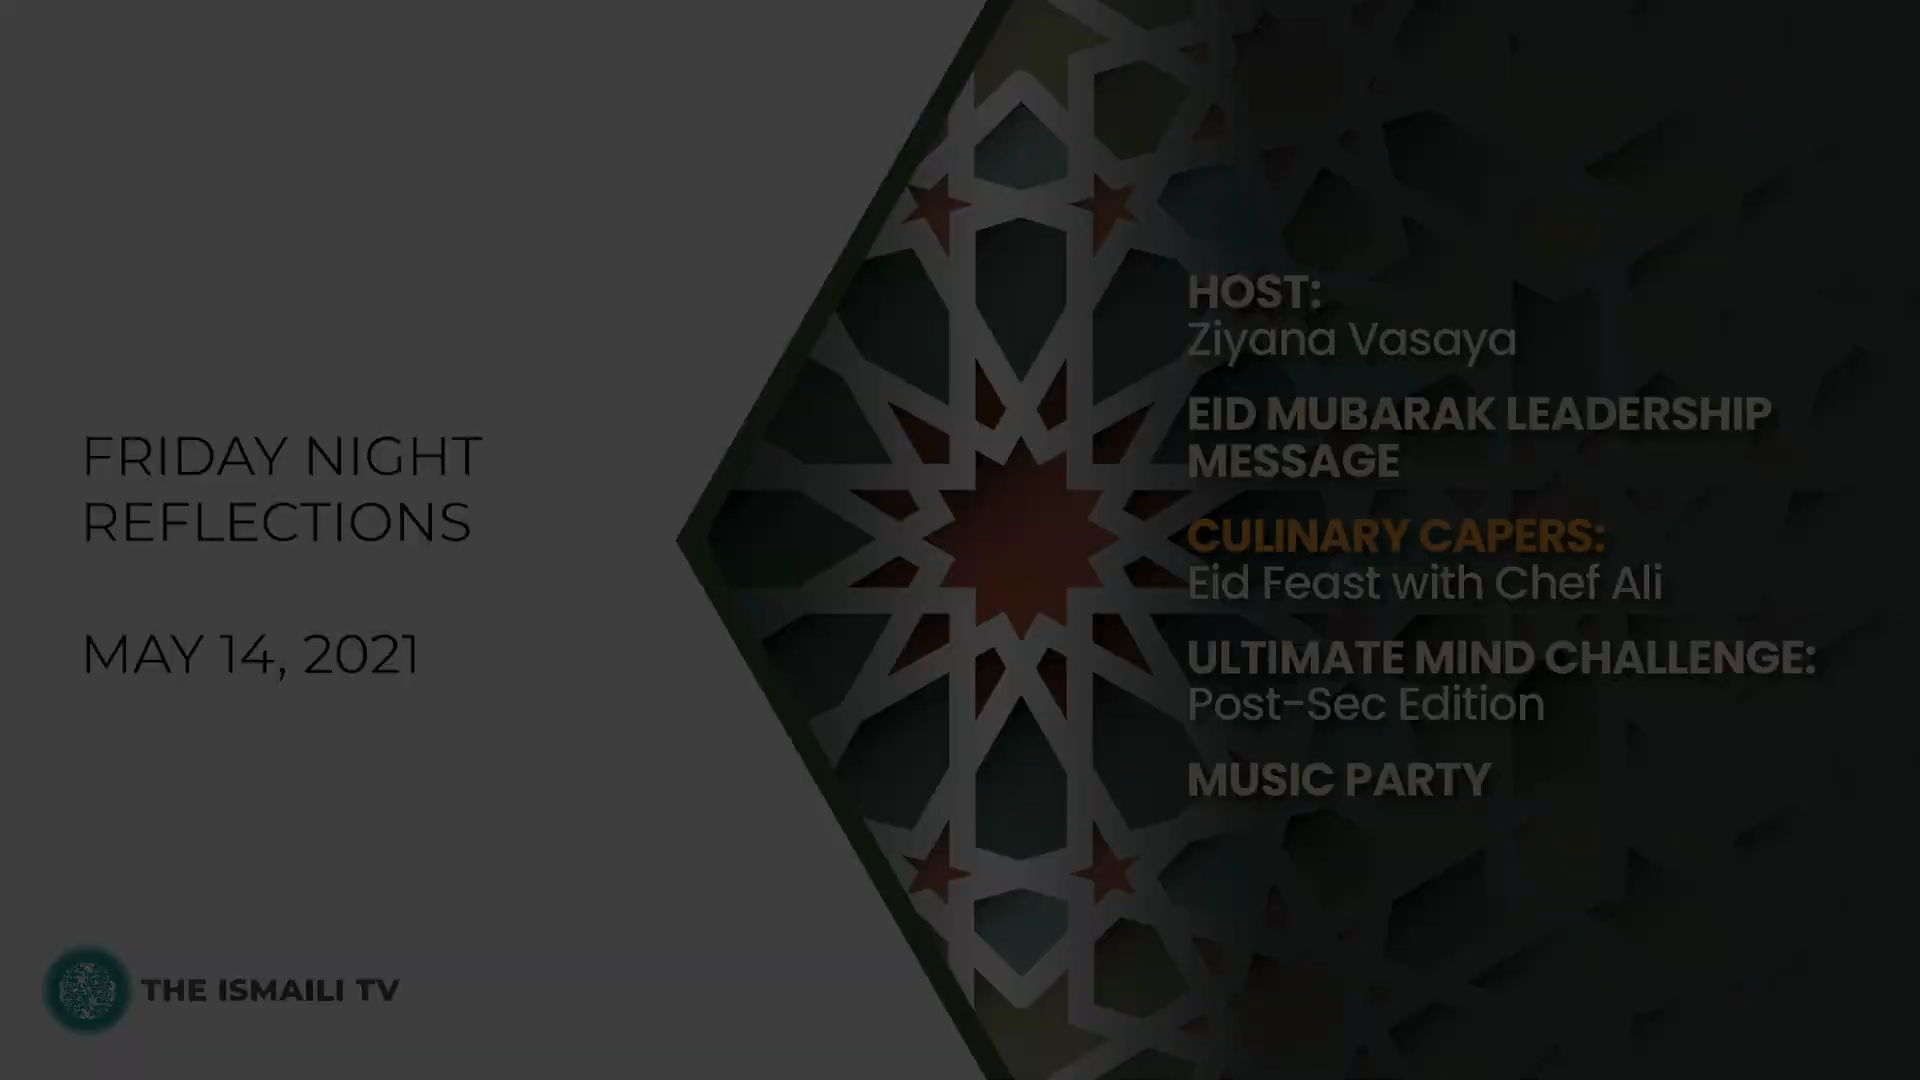 FRIDAY NIGHT
REFLECTIONS
MAY 14, 2021
THE ISMAILI TV
HOST:
Ziyana Vasaya
EID MUBARAK LEADERSHIP
MESSAGE
CULINARY CAPERS:
Eid Feast with Chef Ali
ULTIMATE MIND CHALLENGE:
Post-Sec Edition
MUSIC PARTY